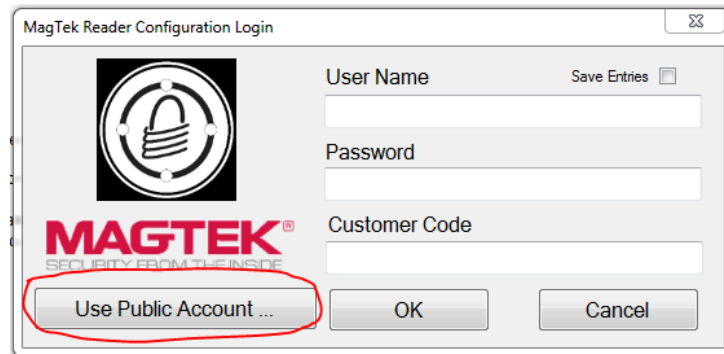 MagTek Reader Configuration Login
User Name
Save Entries
Password
MAGTEK®
SECURITY FROM THE INSIDE
Customer Code
Use Public Account ...
OK
Cancel